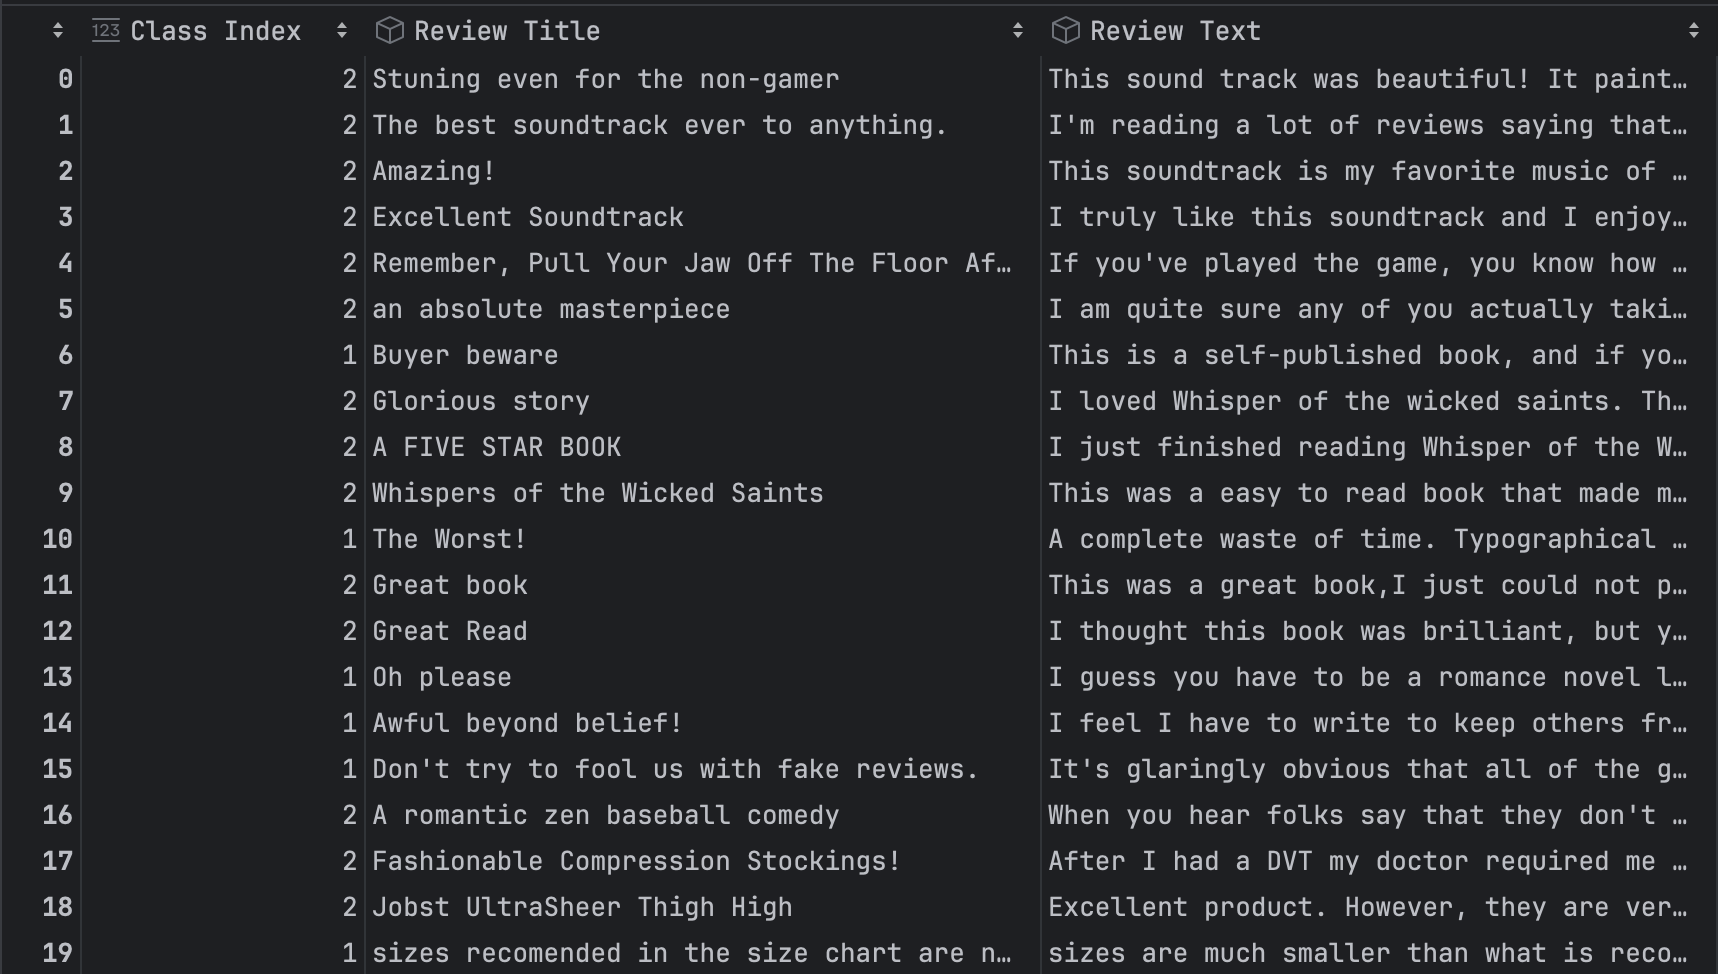 123 Class Index Review Title Review Text
0 2 Stuning even for the non-gamer This sound track was beautiful! It paint…
1 2 The best soundtrack ever to anything. I'm reading a lot of reviews saying that…
2 2 Amazing! This soundtrack is my favorite music of …
3 2 Excellent Soundtrack I truly like this soundtrack and I enjoy…
4 2 Remember, Pull Your Jaw Off The Floor Af… If you've played the game, you know how …
5 2 an absolute masterpiece I am quite sure any of you actually taki…
6 1 Buyer beware This is a self-published book, and if yo…
7 2 Glorious story I loved Whisper of the wicked saints. Th…
8 2 A FIVE STAR BOOK I just finished reading Whisper of the W…
9 2 Whispers of the Wicked Saints This was a easy to read book that made m…
10 1 The Worst! A complete waste of time. Typographical …
11 2 Great book This was a great book,I just could not p…
12 2 Great Read I thought this book was brilliant, but y…
13 1 Oh please I guess you have to be a romance novel l…
14 1 Awful beyond belief! I feel I have to write to keep others fr…
15 1 Don't try to fool us with fake reviews. It's glaringly obvious that all of the g…
16 2 A romantic zen baseball comedy When you hear folks say that they don't …
17 2 Fashionable Compression Stockings! After I had a DVT my doctor required me …
18 2 Jobst UltraSheer Thigh High Excellent product. However, they are ver…
19 1 sizes recomended in the size chart are n… sizes are much smaller than what is reco…